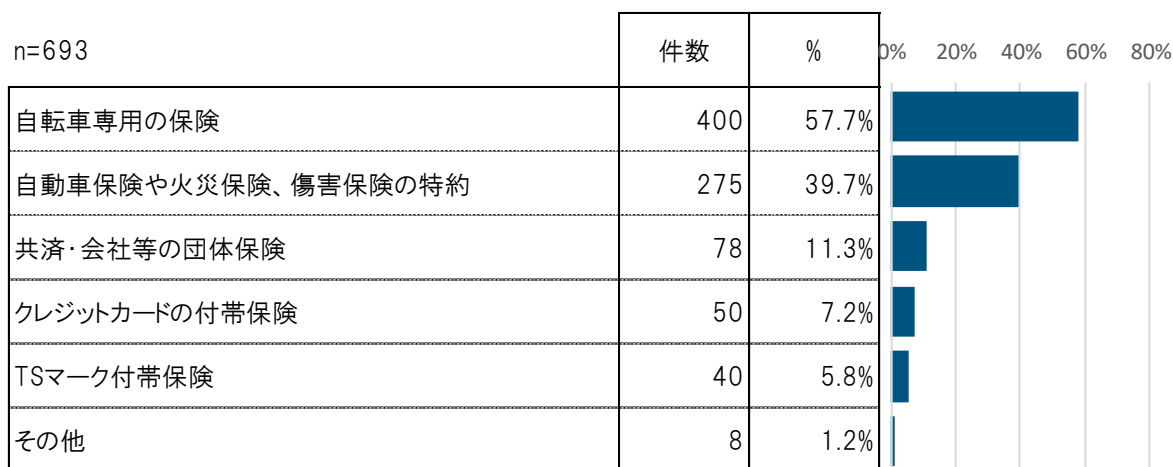 n=693 件数 % 0% 20% 40% 60% 80%
自転車専用の保険 400 57.7%
自動車保険や火災保険、傷害保険の特約 275 39.7%
共済・会社等の団体保険 78 11.3%
クレジットカードの付帯保険 50 7.2%
TSマーク付帯保険 40 5.8%
その他 8 1.2%